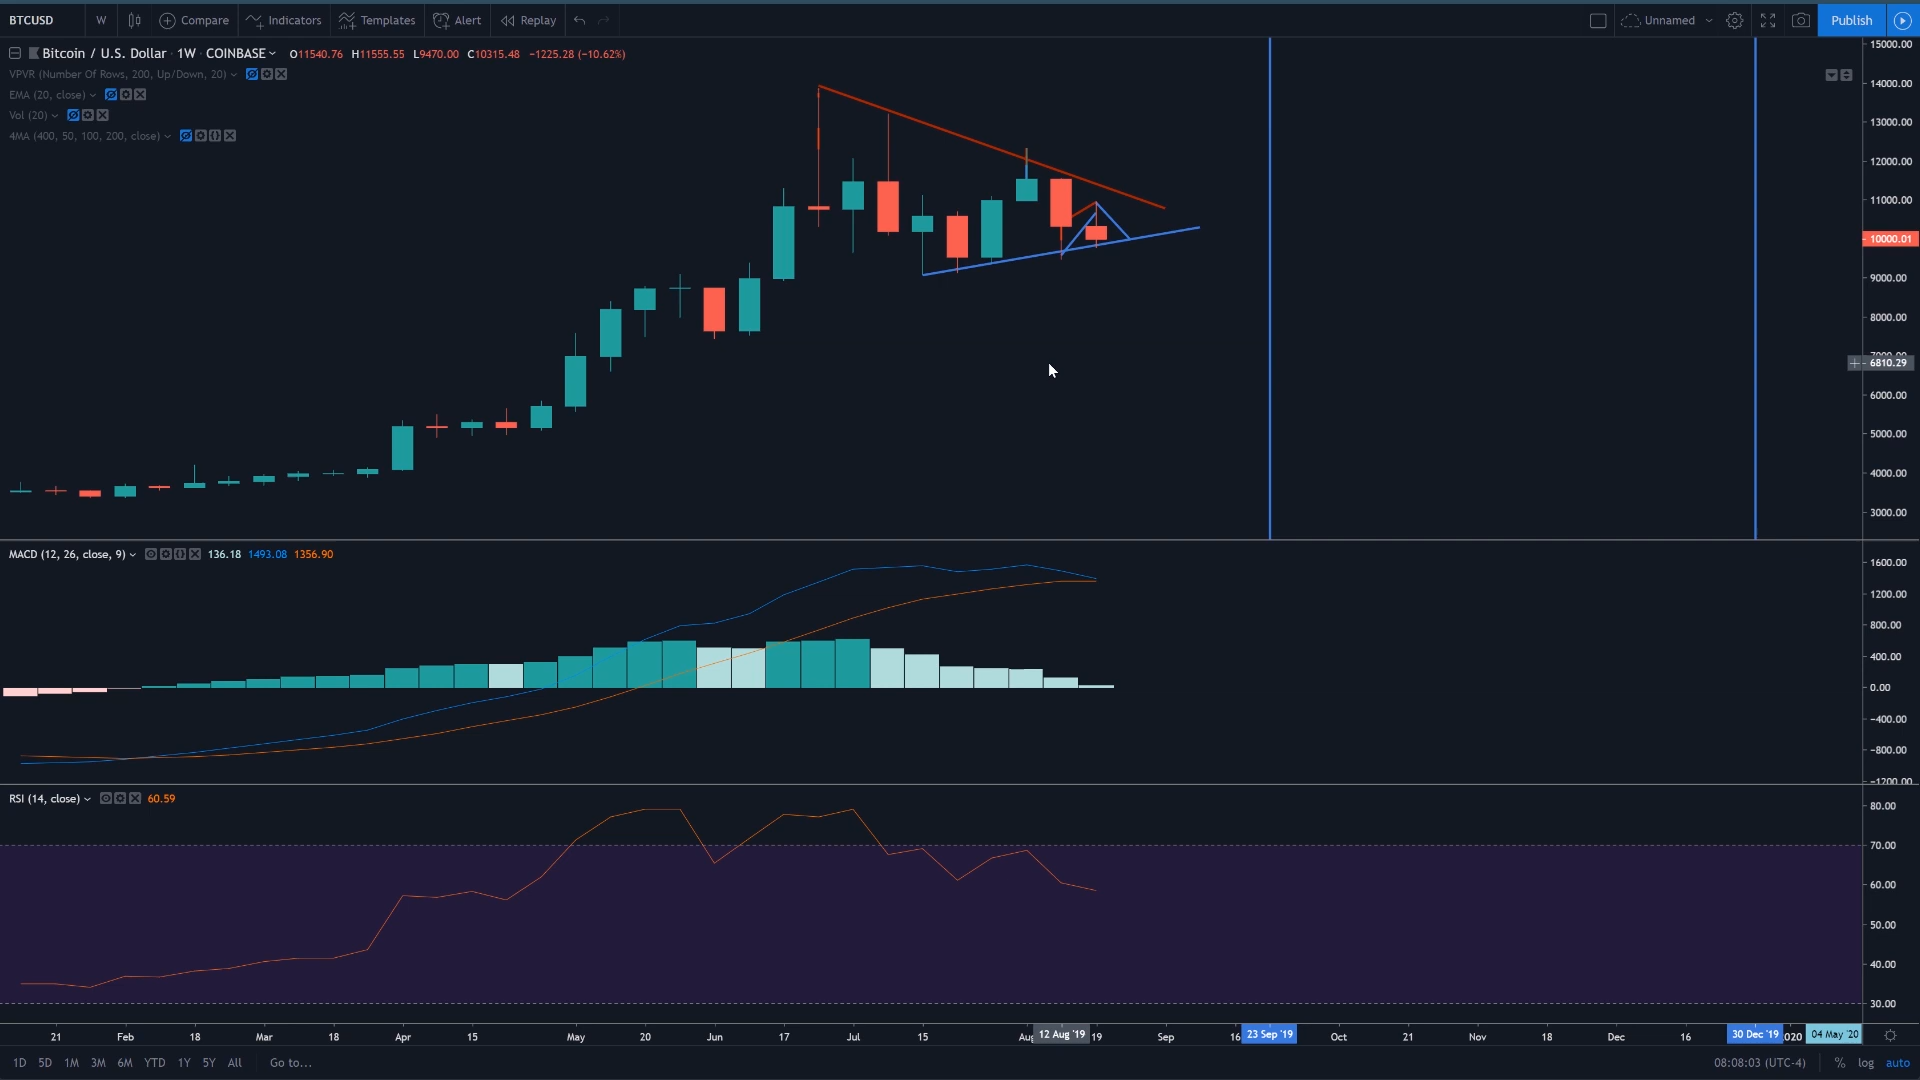 BTCUSD W Compare Indicators Templates Alert Replay Unnamed Publish
Bitcoin / U.S. Dollar · 1W · COINBASE O11540.76 H11555.55 L9470.00 C10315.48 −1225.28 (−10.62%)
VPVR (Number Of Rows, 200, Up/Down, 20)
EMA (20, close)
Vol (20)
4MA (400, 50, 100, 200, close)
15000.00
14000.00
13000.00
12000.00
11000.00
10000.01
9000.00
8000.00
7000.00
6810.29
6000.00
5000.00
4000.00
3000.00
MACD (12, 26, close, 9) 136.18 1493.08 1356.90
1600.00
1200.00
800.00
400.00
0.00
−400.00
−800.00
−1200.00
RSI (14, close) 60.59
80.00
70.00
60.00
50.00
40.00
30.00
21 Feb 18 Mar 18 Apr 15 May 20 Jun 17 Jul 15 Aug 12 Aug '19 19 Sep 16 23 Sep '19 Oct 21 Nov 18 Dec 16 30 Dec '19 2020 04 May '20
1D 5D 1M 3M 6M YTD 1Y 5Y All Go to... 08:08:03 (UTC-4) % log auto